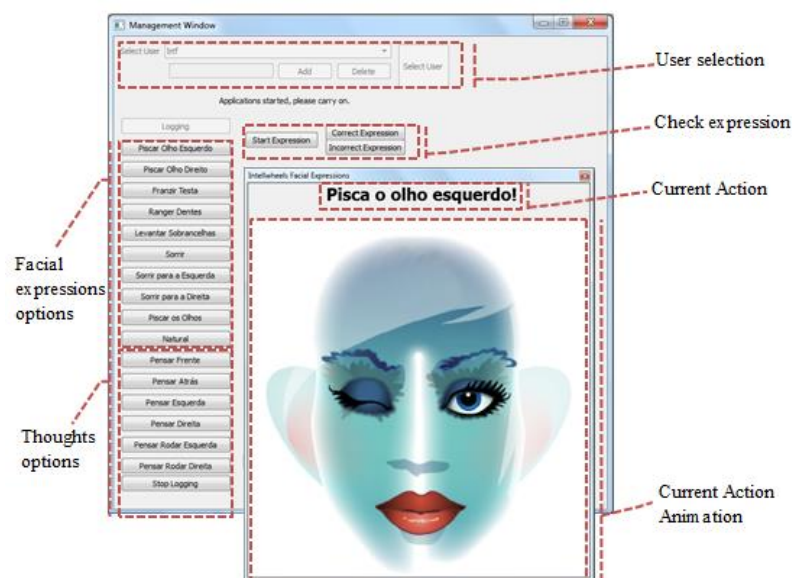 Management Window
Select User Intf
Add Delete Select User
Applications started, please carry on.
Logging
Start Expression Correct Expression
Incorrect Expression
Piscar Olho Esquerdo
Piscar Olho Direito
Franzir Testa
Ranger Dentes
Levantar Sobrancelhas
Sorrir
Sorrir para a Esquerda
Sorrir para a Direita
Piscar os Olhos
Natural
Pensar Frente
Pensar Atrás
Pensar Esquerda
Pensar Direita
Pensar Rodar Esquerda
Pensar Rodar Direita
Stop Logging
Intellwheels Facial Expressions
Pisca o olho esquerdo!
Facial
expressions
options
Thoughts
options
User selection
Check expression
Current Action
Current Action
Animation